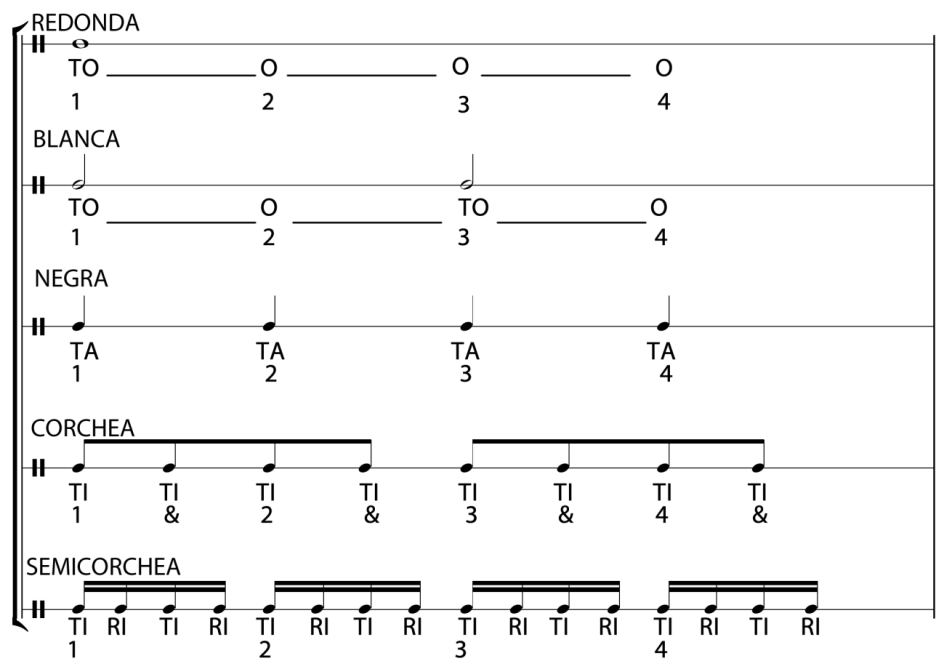 REDONDA
TO O O O
1 2 3 4
BLANCA
TO O TO O
1 2 3 4
NEGRA
TA TA TA TA
1 2 3 4
CORCHEA
TI TI TI TI TI TI TI TI
1 & 2 & 3 & 4 &
SEMICORCHEA
TI RI TI RI TI RI TI RI TI RI TI RI TI RI TI RI
1 2 3 4